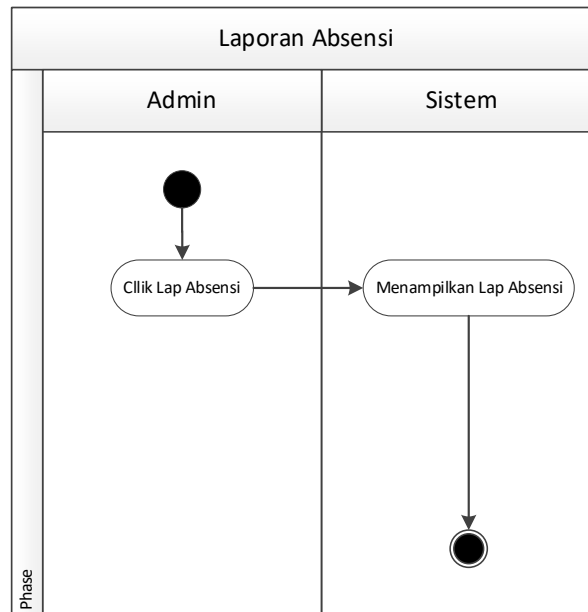 Laporan Absensi
Admin
Sistem
Cllik Lap Absensi
Menampilkan Lap Absensi
Phase